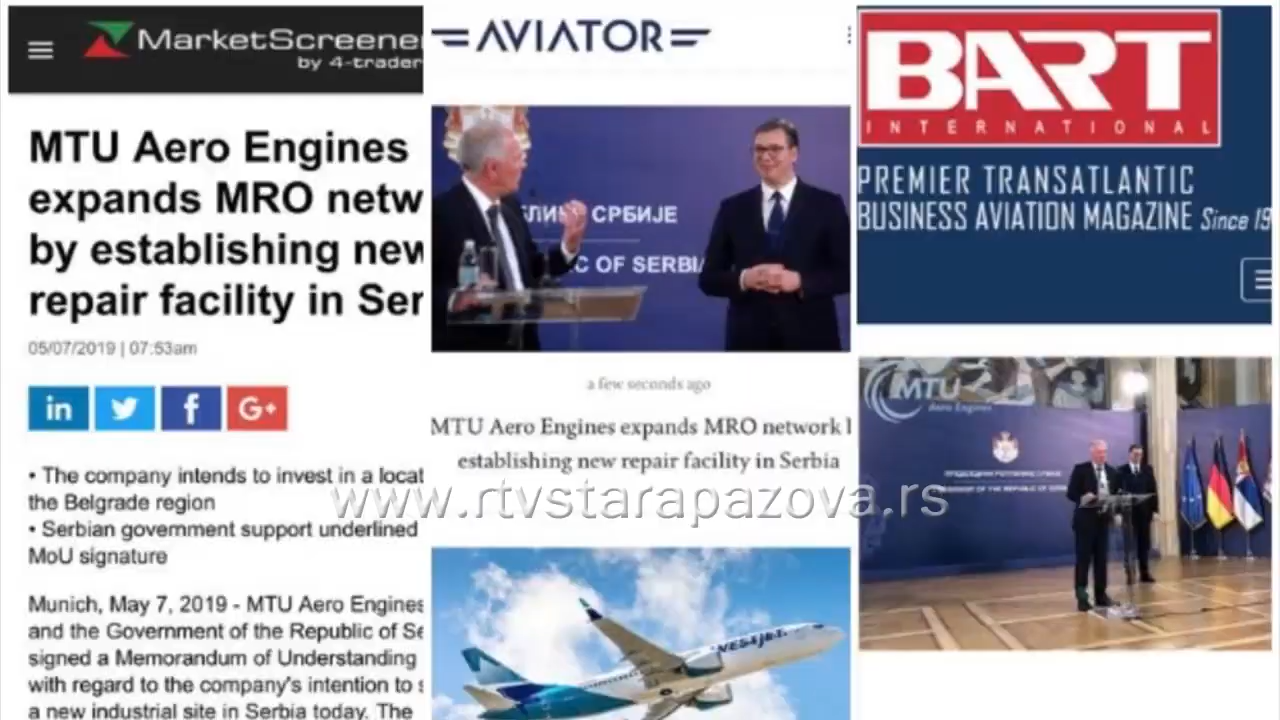 MarketScreener
by 4-trader
MTU Aero Engines
expands MRO netw
by establishing new
repair facility in Ser
05/07/2019 | 07:53am
in
f
G+
• The company intends to invest in a locat
the Belgrade region
• Serbian government support underlined
MoU signature
Munich, May 7, 2019 - MTU Aero Engines
and the Government of the Republic of Se
signed a Memorandum of Understanding
with regard to the company's intention to s
a new industrial site in Serbia today. The
AVIATOR
СРБИЈЕ
IC OF SERBIA
a few seconds ago
MTU Aero Engines expands MRO network b
establishing new repair facility in Serbia
WESTJET
BART
INTERNATIONAL
PREMIER TRANSATLANTIC
BUSINESS AVIATION MAGAZINE Since 19
MTU
Aero Engines
www.rtvstarapazova.rs